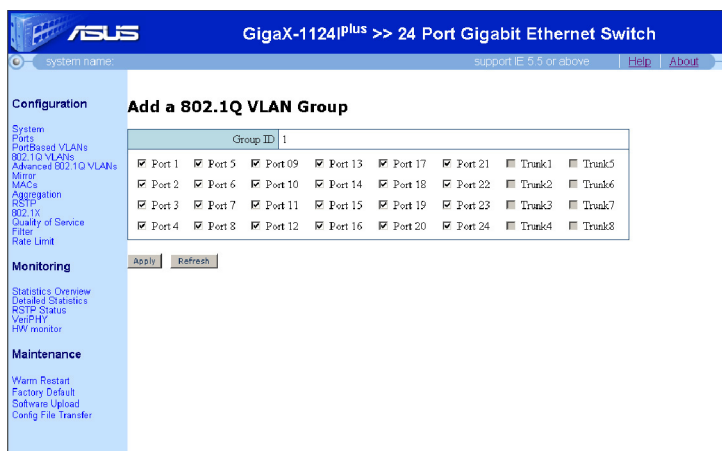 ASUS
GigaX-1124Iplus >> 24 Port Gigabit Ethernet Switch
system name:
support IE 5.5 or above
Help
About
Configuration
System
Ports
PortBased VLANs
802.1Q VLANs
Advanced 802.1Q VLANs
Mirror
MACs
Aggregation
RSTP
802.1X
Quality of Service
Filter
Rate Limit
Monitoring
Statistics Overview
Detailed Statistics
RSTP Status
VeriPHY
HW monitor
Maintenance
Warm Restart
Factory Default
Software Upload
Config File Transfer
Add a 802.1Q VLAN Group
Group ID 1
Port 1 Port 5 Port 09 Port 13 Port 17 Port 21 Trunk1 Trunk5
Port 2 Port 6 Port 10 Port 14 Port 18 Port 22 Trunk2 Trunk6
Port 3 Port 7 Port 11 Port 15 Port 19 Port 23 Trunk3 Trunk7
Port 4 Port 8 Port 12 Port 16 Port 20 Port 24 Trunk4 Trunk8
Apply Refresh